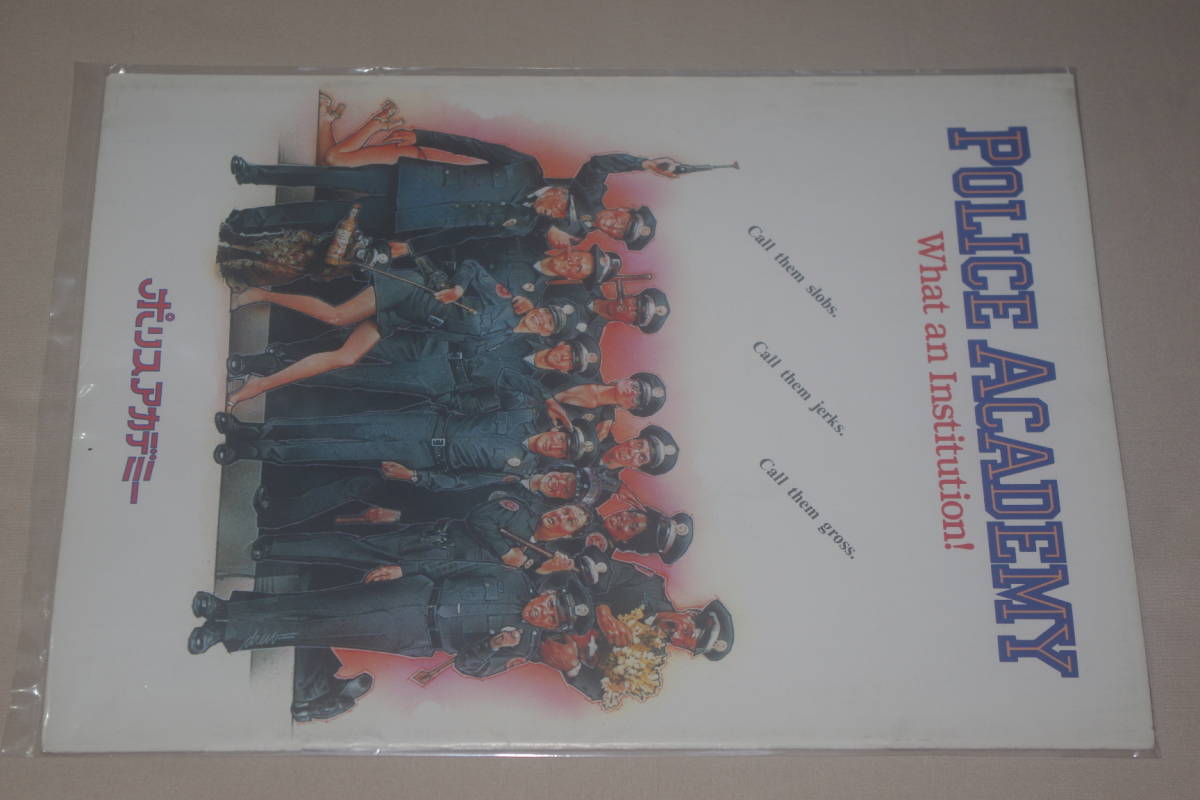 POLICE ACADEMY
What an Institution!
Call them slobs.
Call them jerks.
Call them gross.
drew
ポリスアカデミー